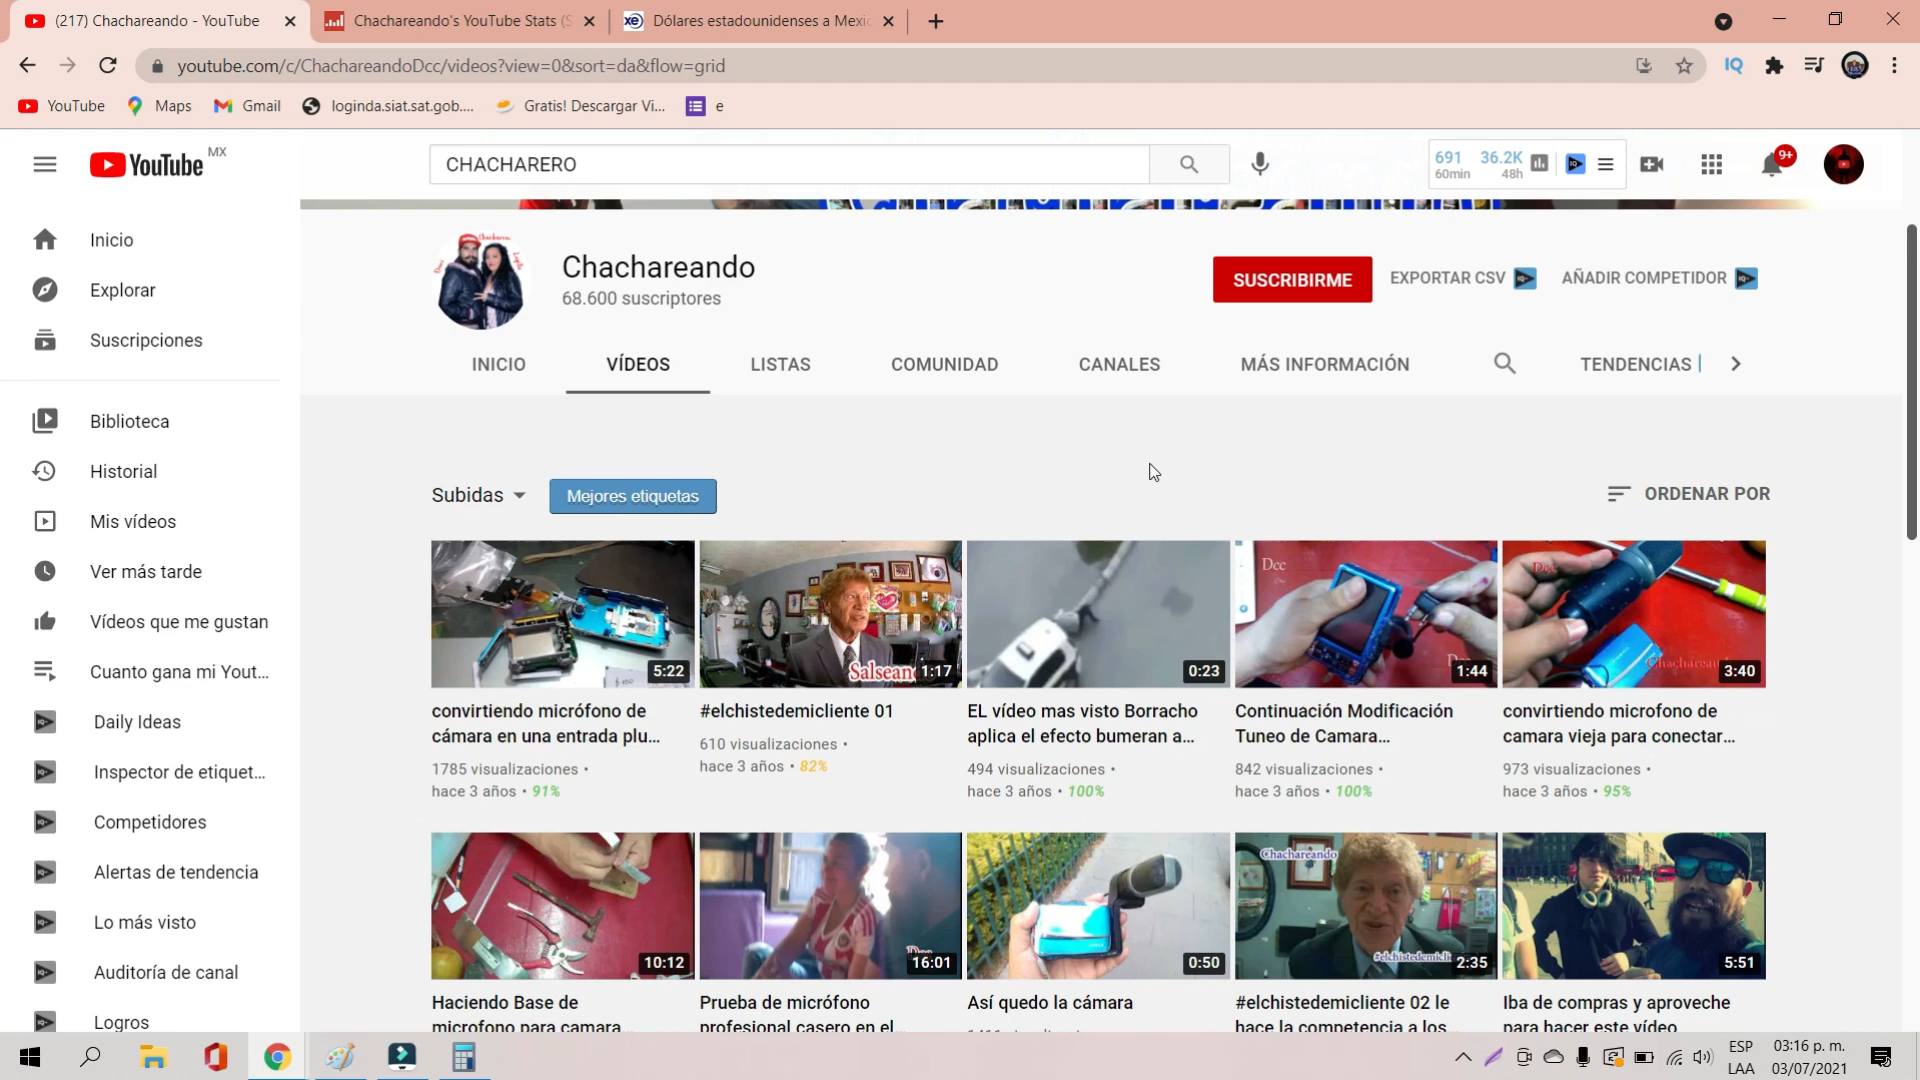 (217) Chachareando - YouTube
Chachareando's YouTube Stats (S
xe
Dólares estadounidenses a Mexic
youtube.com/c/ChachareandoDcc/videos?view=0&sort=da&flow=grid
IQ
YouTube
Maps
Gmail
loginda.siat.sat.gob....
Gratis! Descargar Vi...
e
YouTube MX
CHACHARERO
691
60min
36.2K
48h
9+
Inicio
Explorar
Suscripciones
Biblioteca
Historial
Mis vídeos
Ver más tarde
Vídeos que me gustan
Cuanto gana mi Yout...
Daily Ideas
Inspector de etiquet...
Competidores
Alertas de tendencia
Lo más visto
Auditoría de canal
Logros
Chachareando
68.600 suscriptores
SUSCRIBIRME
EXPORTAR CSV
AÑADIR COMPETIDOR
INICIO
VÍDEOS
LISTAS
COMUNIDAD
CANALES
MÁS INFORMACIÓN
TENDENCIAS
Subidas
Mejores etiquetas
ORDENAR POR
5:22
Salsean
1:17
0:23
Dcc
1:44
Dcc
Chacharean
3:40
convirtiendo micrófono de
cámara en una entrada plu...
1785 visualizaciones •
hace 3 años • 91%
#elchistedemicliente 01
610 visualizaciones •
hace 3 años • 82%
EL vídeo mas visto Borracho
aplica el efecto bumeran a...
494 visualizaciones •
hace 3 años • 100%
Continuación Modificación
Tuneo de Camara...
842 visualizaciones •
hace 3 años • 100%
convirtiendo microfono de
camara vieja para conectar...
973 visualizaciones •
hace 3 años • 95%
10:12
Dcc
16:01
0:50
Chachareando
#elchistedemicli
2:35
5:51
Haciendo Base de
microfono para camara...
Prueba de micrófono
profesional casero en el...
Así quedo la cámara
#elchistedemicliente 02 le
hace la competencia a los...
Iba de compras y aproveche
para hacer este vídeo
ESP
LAA
03:16 p. m.
03/07/2021